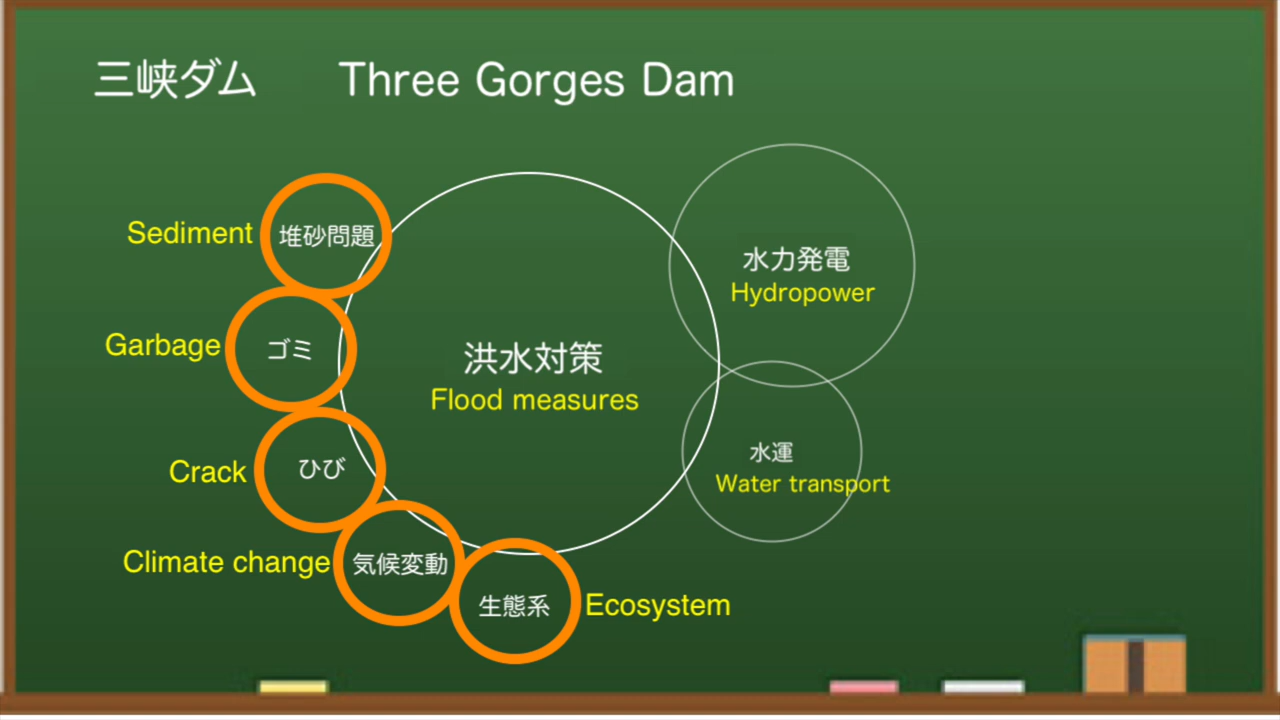 三峡ダム Three Gorges Dam
Sediment
堆砂問題
Garbage
ゴミ
Crack
ひび
Climate change
気候変動
生態系
Ecosystem
洪水対策
Flood measures
水力発電
Hydropower
水運
Water transport